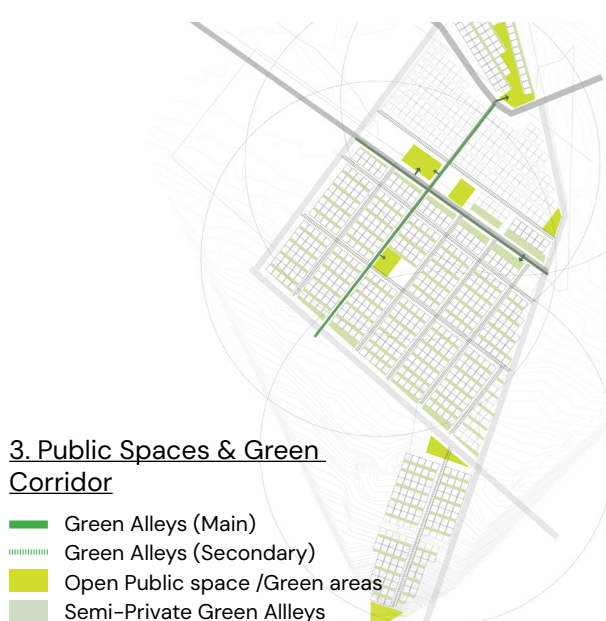 3. Public Spaces & Green
Corridor
Green Alleys (Main)
Green Alleys (Secondary)
Open Public space /Green areas
Semi-Private Green Allleys